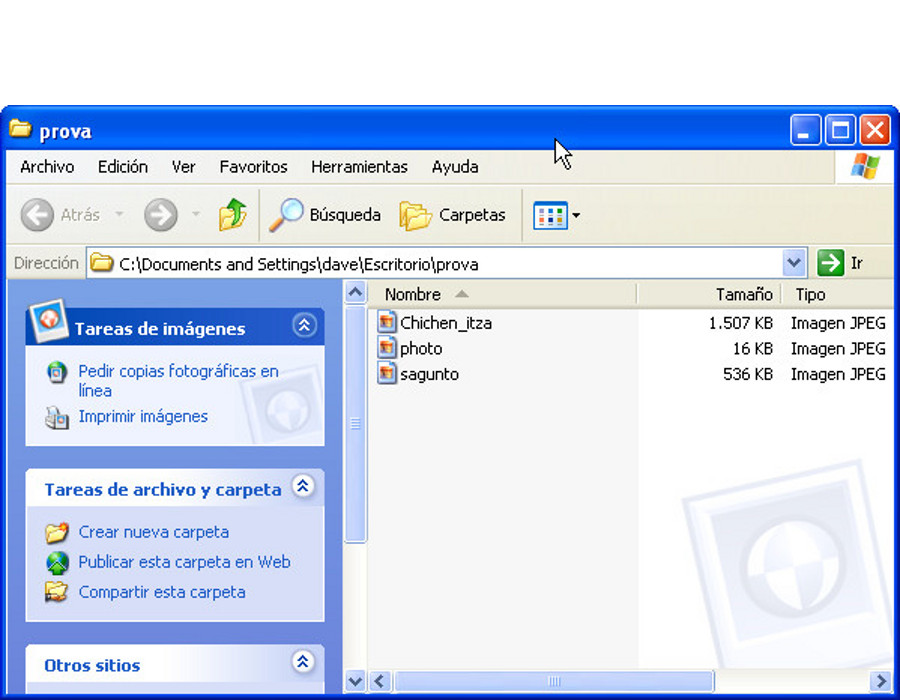 prova
Archivo Edición Ver Favoritos Herramientas Ayuda
Atrás Búsqueda Carpetas
Dirección C:\Documents and Settings\dave\Escritorio\prova Ir
Nombre Tamaño Tipo
Chichen_itza 1.507 KB Imagen JPEG
photo 16 KB Imagen JPEG
sagunto 536 KB Imagen JPEG
Tareas de imágenes
Pedir copias fotográficas en
línea
Imprimir imágenes
Tareas de archivo y carpeta
Crear nueva carpeta
Publicar esta carpeta en Web
Compartir esta carpeta
Otros sitios